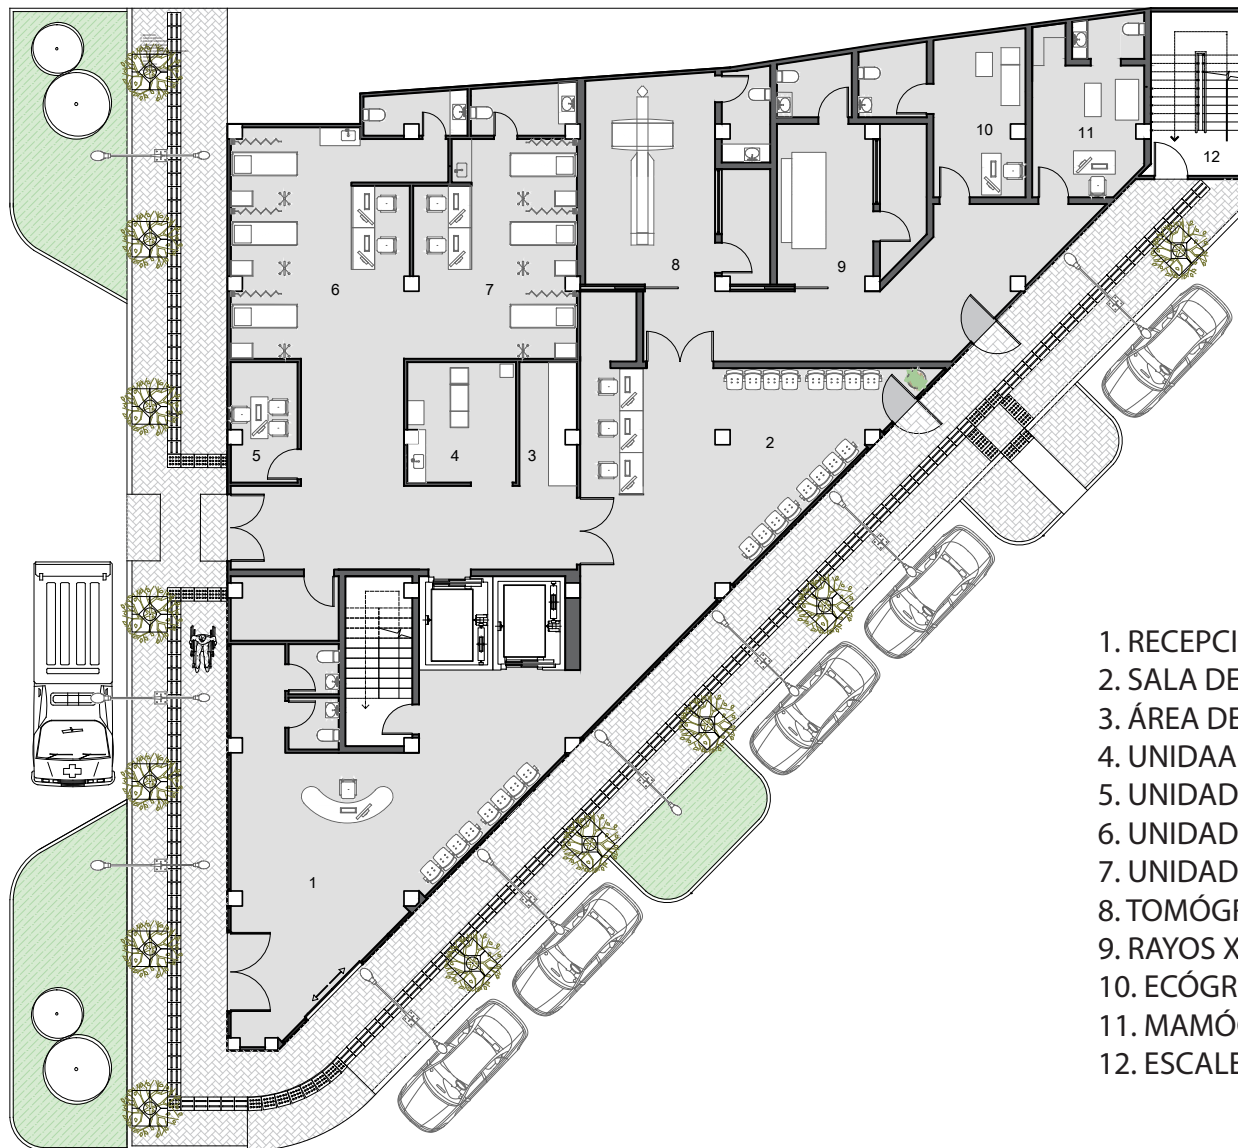 6
7
8
9
10
11
12
5
4
3
2
1
1. RECEPCI
2. SALA DE
3. ÁREA DE
4. UNIDAA
5. UNIDAD
6. UNIDAD
7. UNIDAD
8. TOMÓGR
9. RAYOS X
10. ECÓGR
11. MAMÓG
12. ESCALE